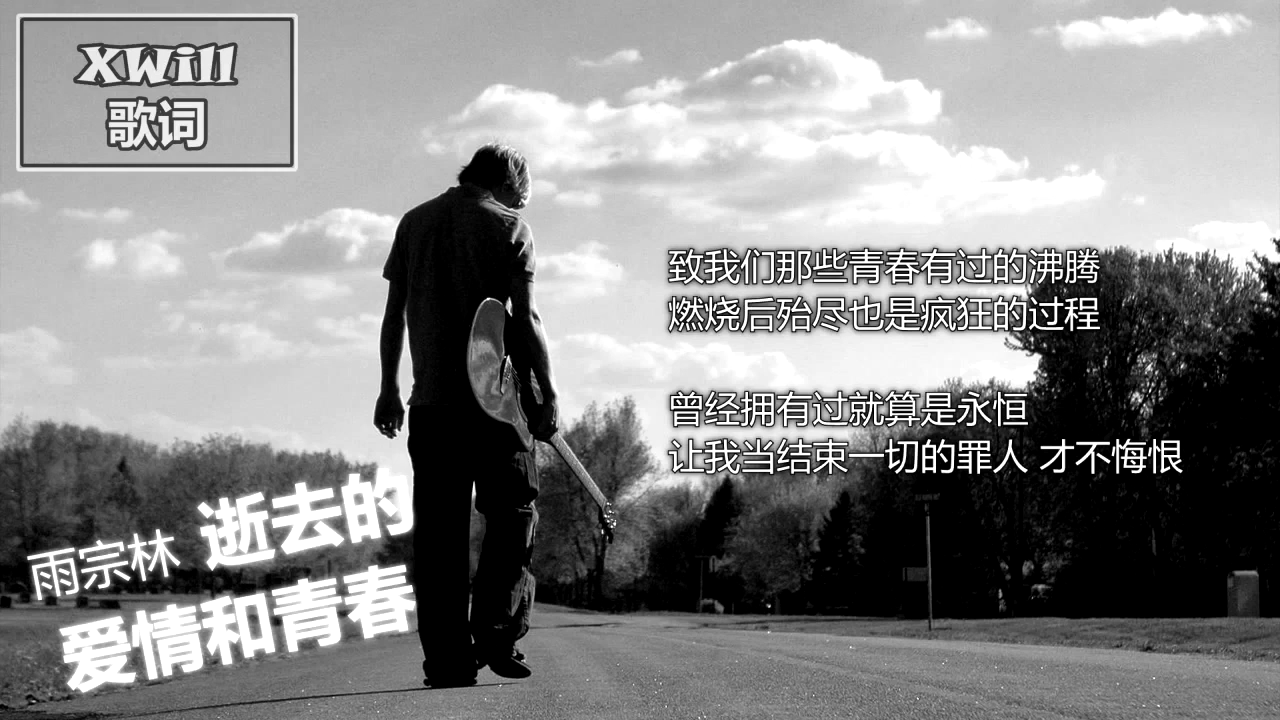 XWill
歌词
致我们那些青春有过的沸腾
燃烧后殆尽也是疯狂的过程
曾经拥有过就算是永恒
让我当结束一切的罪人 才不悔恨
雨宗林 逝去的
爱情和青春